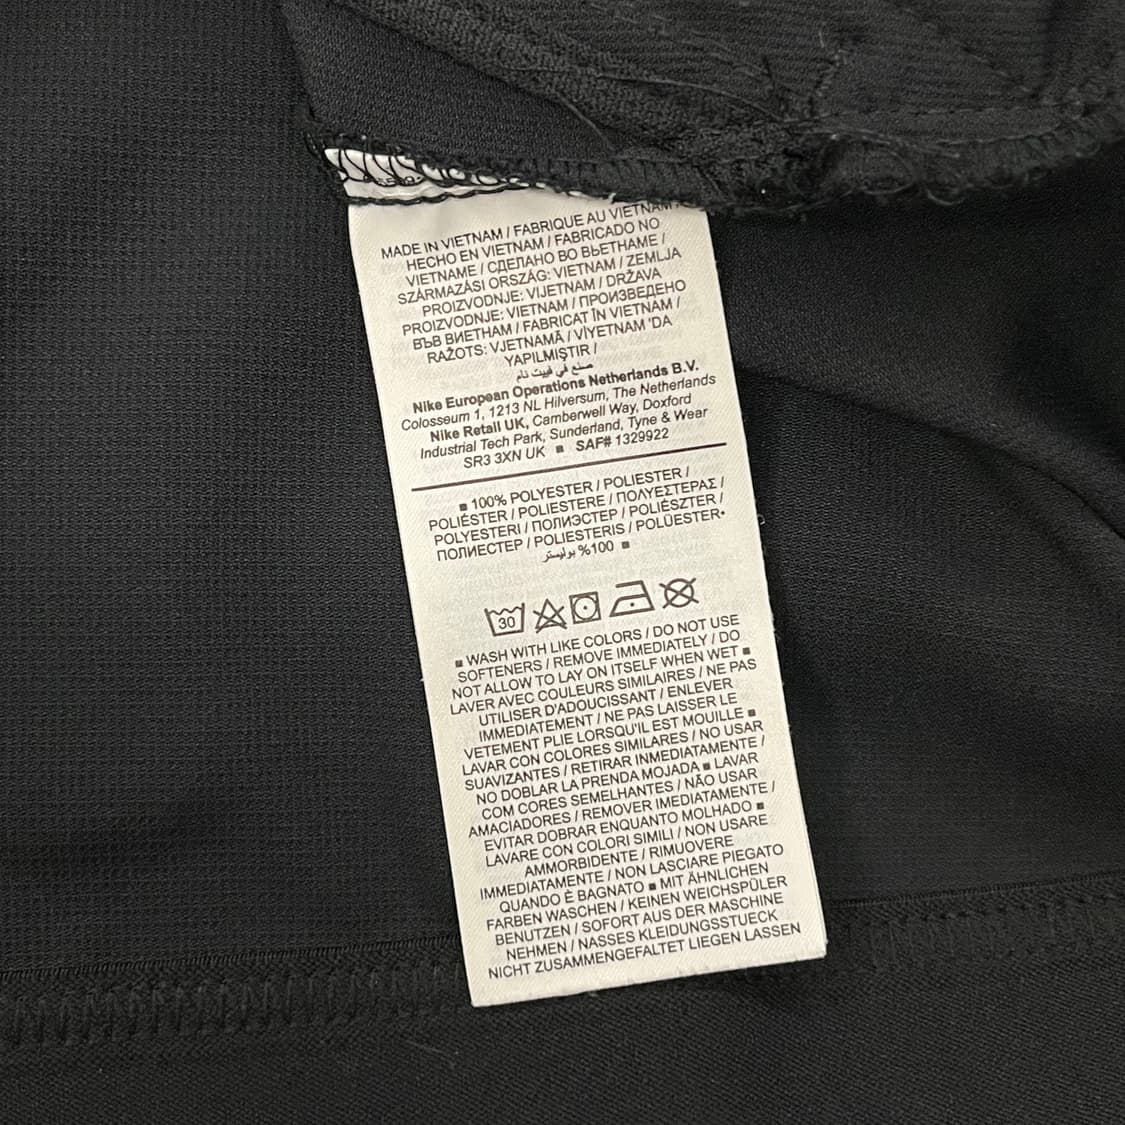 MADE IN VIETNAM / FABRIQUE AU VIETNAM /
HECHO EN VIETNAM / FABRICADO NO
VIETNAME / СДЕЛАНО ВО ВЬЕТНАМЕ /
SZÁRMAZÁSI ORSZÁG: VIETNAM / ZEMLJA
PROIZVODNJE: VIJETNAM / DRŽAVA
PROIZVODNJE: VIETNAM / ПРОИЗВЕДЕНО
ВЪВ ВИЕТНАМ / FABRICAT ÎN VIETNAM /
RAŽOTS: VJETNAMĀ / VİYETNAM 'DA
YAPILMIŞTIR /
صنع في فييت نام
Nike European Operations Netherlands B.V.
Colosseum 1, 1213 NL Hilversum, The Netherlands
Nike Retail UK, Camberwell Way, Doxford
Industrial Tech Park, Sunderland, Tyne & Wear
SR3 3XN UK ■ SAF# 1329922
■ 100% POLYESTER / POLIESTER /
POLIÉSTER / POLIESTERE / ΠΟΛΥΕΣΤΕΡΑΣ /
POLYESTERI / ПОЛИЭСТЕР / POLIÉSZTER /
ПОЛИЕСТЕР / POLIESTERIS / POLÜESTER•
100% بوليستر ■
30
■ WASH WITH LIKE COLORS / DO NOT USE
SOFTENERS / REMOVE IMMEDIATELY / DO
NOT ALLOW TO LAY ON ITSELF WHEN WET ■
LAVER AVEC COULEURS SIMILAIRES / NE PAS
UTILISER D'ADOUCISSANT / ENLEVER
IMMEDIATEMENT / NE PAS LAISSER LE
VETEMENT PLIE LORSQU'IL EST MOUILLE ■
LAVAR CON COLORES SIMILARES / NO USAR
SUAVIZANTES / RETIRAR INMEDIATAMENTE /
NO DOBLAR LA PRENDA MOJADA ■ LAVAR
COM CORES SEMELHANTES / NÃO USAR
AMACIADORES / REMOVER IMEDIATAMENTE /
EVITAR DOBRAR ENQUANTO MOLHADO ■
LAVARE CON COLORI SIMILI / NON USARE
AMMORBIDENTE / RIMUOVERE
IMMEDIATAMENTE / NON LASCIARE PIEGATO
QUANDO È BAGNATO ■ MIT ÄHNLICHEN
FARBEN WASCHEN / KEINEN WEICHSPÜLER
BENUTZEN / SOFORT AUS DER MASCHINE
NEHMEN / NASSES KLEIDUNGSSTUECK
NICHT ZUSAMMENGEFALTET LIEGEN LASSEN